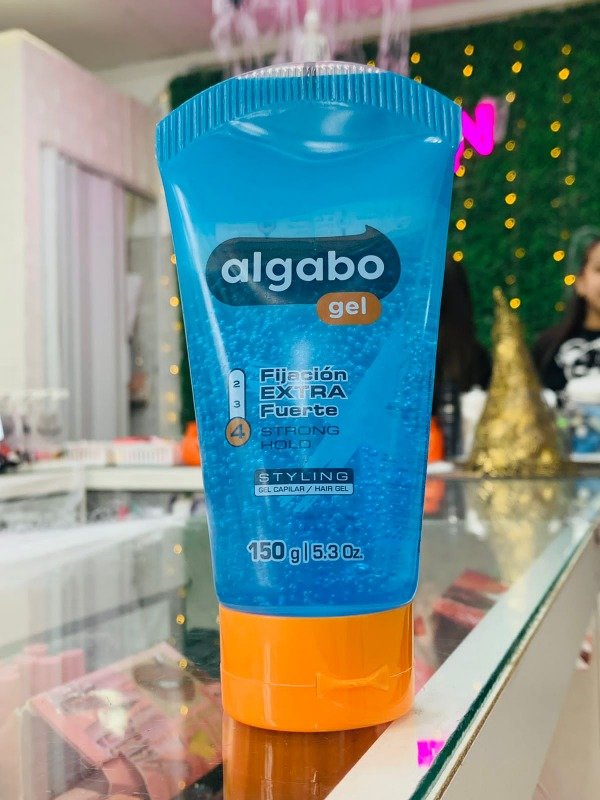 algabo
gel
2
3
4
Fijación
EXTRA
Fuerte
STRONG
HOLD
STYLING
GEL CAPILAR / HAIR GEL
150 g | 5.3 Oz.
N